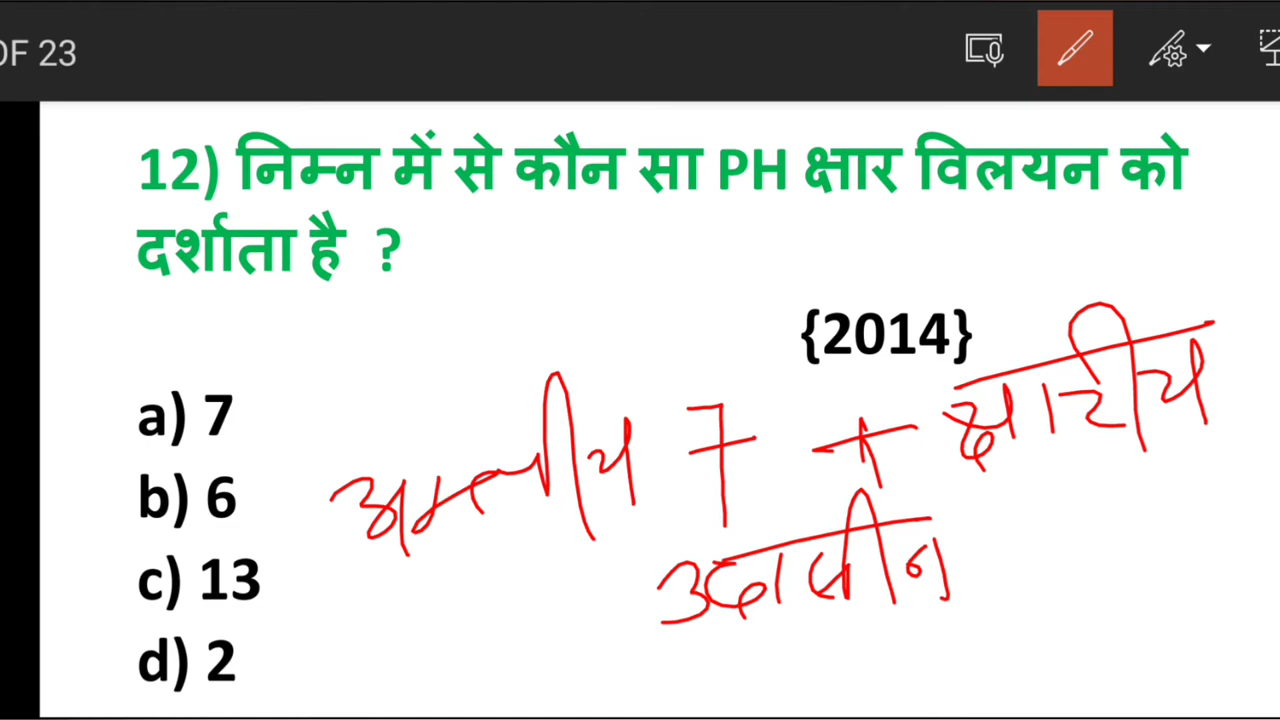 OF 23
12) निम्न में से कौन सा PH क्षार विलयन को
दर्शाता है ?
{2014}
क्षारीय
अम्लीय 7 +
उदासीन
a) 7
b) 6
c) 13
d) 2